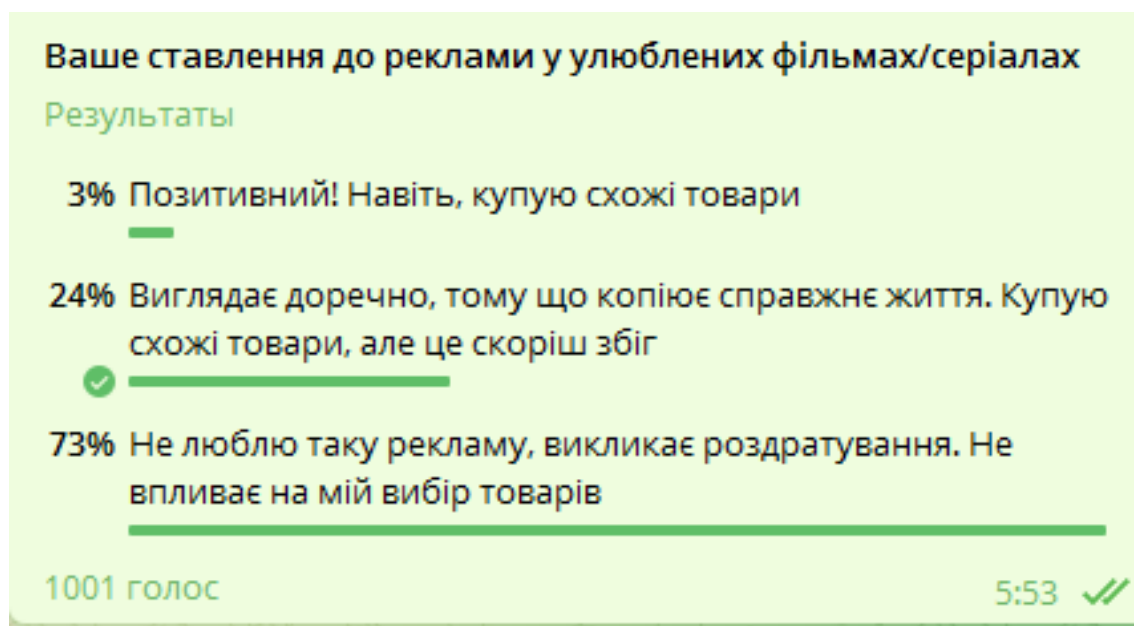 Ваше ставлення до реклами у улюблених фільмах/серіалах
Результаты
3% Позитивний! Навіть, купую схожі товари
24% Виглядає доречно, тому що копіює справжнє життя. Купую
схожі товари, але це скоріш збіг
73% Не люблю таку рекламу, викликає роздратування. Не
впливає на мій вибір товарів
1001 голос
5:53